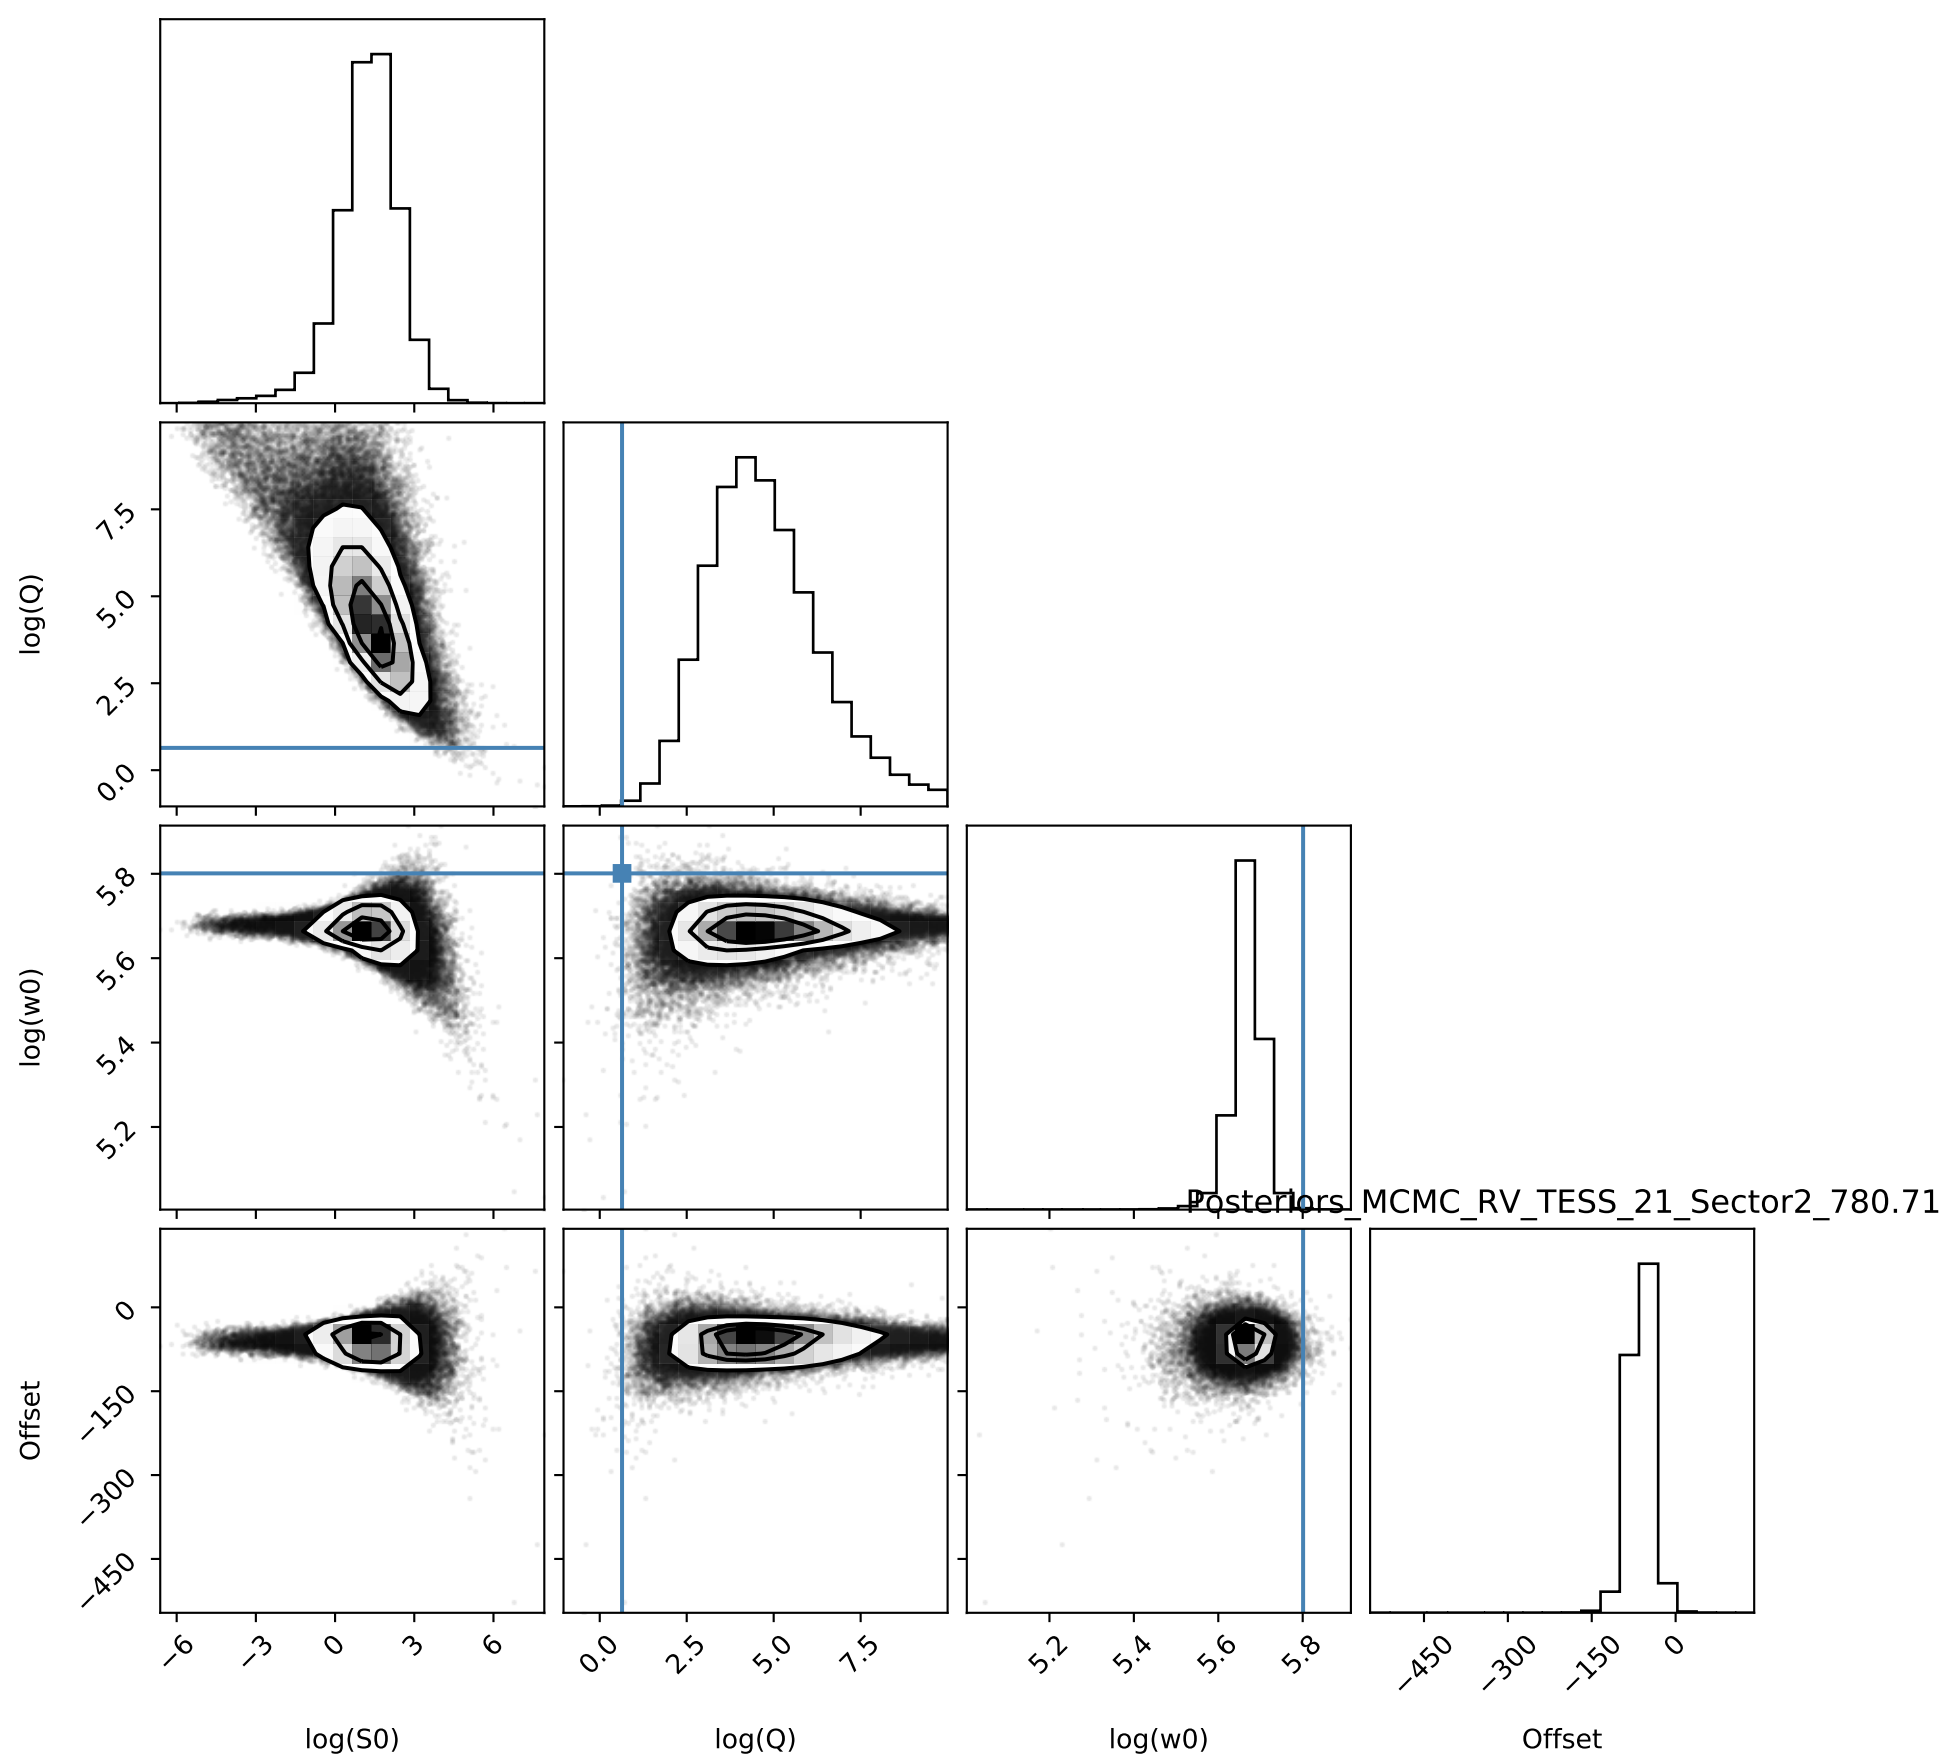 log(Q)
7.5
5.0
2.5
0.0
log(w0)
5.8
5.6
5.4
5.2
Posteriors_MCMC_RV_TESS_21_Sector2_780.71
Offset
0
−150
−300
−450
−6 −3 0 3 6 0.0 2.5 5.0 7.5 5.2 5.4 5.6 5.8 −450 −300 −150 0
log(S0) log(Q) log(w0) Offset